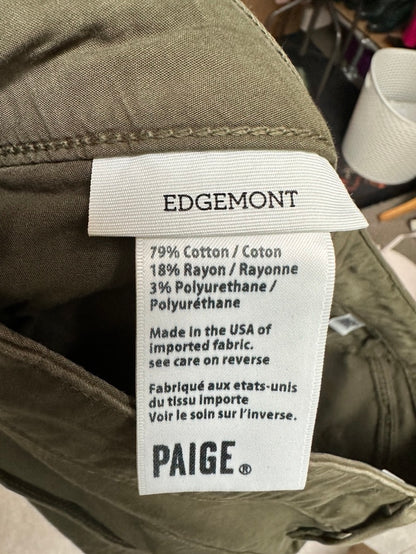 EDGEMONT
79% Cotton / Coton
18% Rayon / Rayonne
3% Polyurethane /
Polyuréthane
Made in the USA of
imported fabric.
see care on reverse
Fabriqué aux etats-unis
du tissu importe
Voir le soin sur l'inverse.
PAIGE®